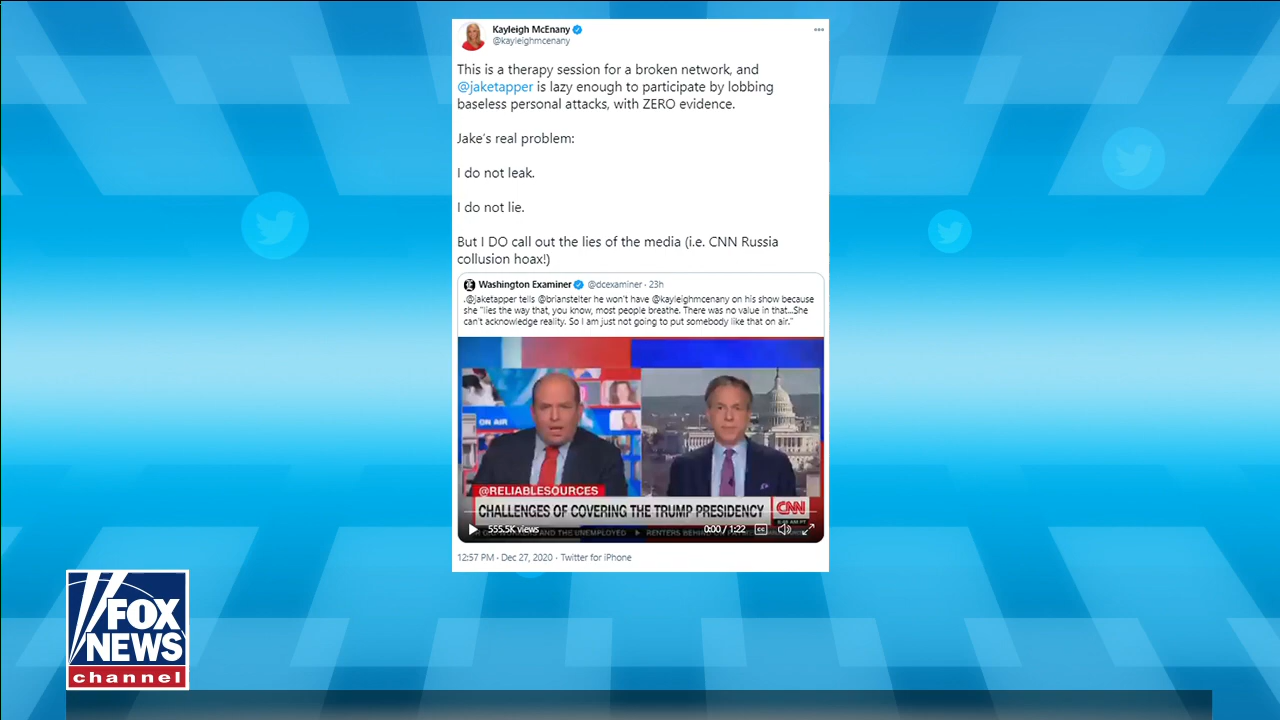 Kayleigh McEnany
@kayleighmcenany
This is a therapy session for a broken network, and
@jaketapper is lazy enough to participate by lobbing
baseless personal attacks, with ZERO evidence.
Jake's real problem:
I do not leak.
I do not lie.
But I DO call out the lies of the media (i.e. CNN Russia
collusion hoax!)
Washington Examiner @dcexaminer · 23h
.@jaketapper tells @brianstelter he won't have @kayleighmcenany on his show because
she "lies the way that, you know, most people breathe. There was no value in that...She
can't acknowledge reality. So I am just not going to put somebody like that on air."
ON AIR
@RELIABLESOURCES
CHALLENGES OF COVERING THE TRUMP PRESIDENCY
CNN
555.5K views
0:00 / 1:22
AND THE UNEMPLOYED
RENTERS
12:57 PM · Dec 27, 2020 · Twitter for iPhone
FOX
NEWS
channel